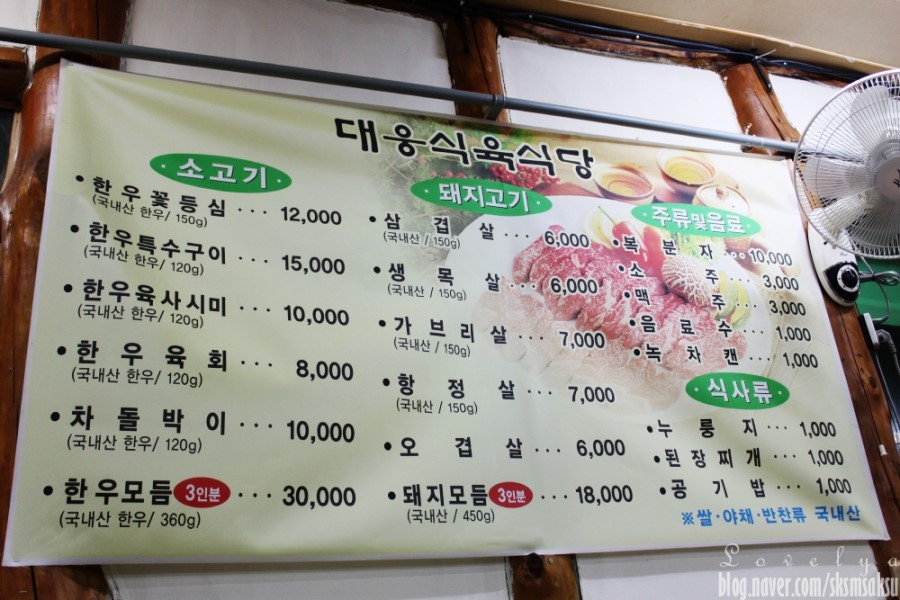 대웅식육식당
소고기
• 한우꽃등심 ··· 12,000
(국내산 한우/ 150g)
• 한우특수구이 ··· 15,000
(국내산 한우/ 120g)
• 한우육사시미 ··· 10,000
(국내산 한우/ 120g)
• 한우육회 ··· 8,000
(국내산 한우/ 120g)
• 차돌박이 ··· 10,000
(국내산 한우/ 120g)
• 한우모듬 3인분 ··· 30,000
(국내산 한우/ 360g)
돼지고기
• 삼겹살 ··· 6,000
(국내산 / 150g)
• 생목살 ··· 6,000
(국내산 / 150g)
• 가브리살 ··· 7,000
(국내산 / 150g)
• 항정살 ··· 7,000
(국내산 / 150g)
• 오겹살 ··· 6,000
• 돼지모듬 3인분 ··· 18,000
(국내산 / 450g)
주류및음료
• 복분자 ··· 10,000
• 소주 ··· 3,000
• 맥주 ··· 3,000
• 음료수 ··· 1,000
• 녹차캔 ··· 1,000
식사류
• 누룽지 ··· 1,000
• 된장찌개 ··· 1,000
• 공기밥 ··· 1,000
※쌀·야채·반찬류 국내산
Lovelya
blog.naver.com/sksmsaksu